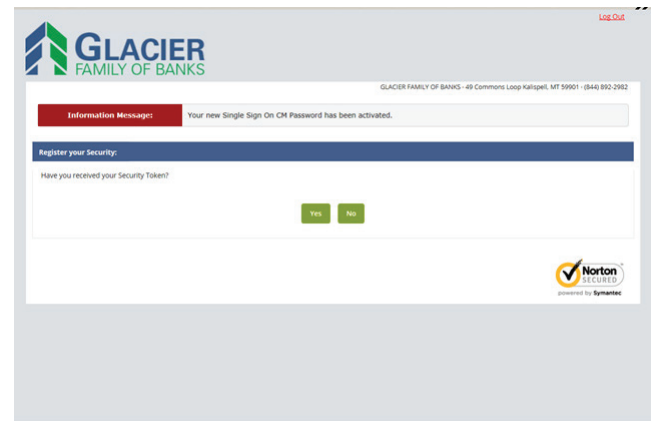 ”
Log Out
GLACIER
FAMILY OF BANKS
GLACIER FAMILY OF BANKS - 49 Commons Loop Kalispell, MT 59901 - (844) 892-2982
Information Message: Your new Single Sign On CM Password has been activated.
Register your Security:
Have you received your Security Token?
Yes No
Norton
SECURED
powered by Symantec